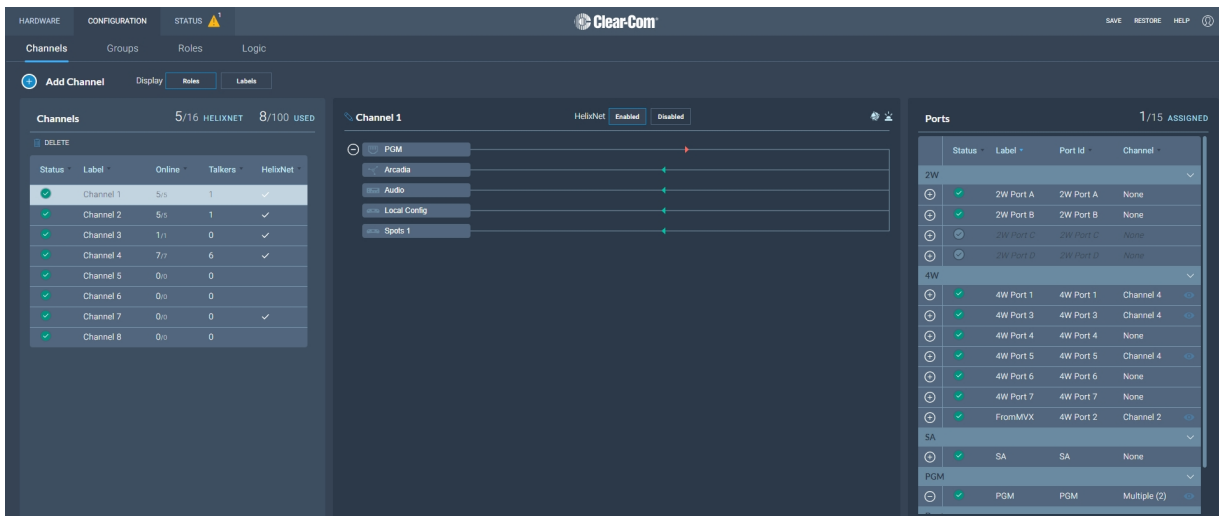 HARDWARE CONFIGURATION STATUS 1 Clear-Com SAVE RESTORE HELP
Channels Groups Roles Logic
Add Channel Display Roles Labels
Channels 5/16 HELIXNET 8/100 USED
DELETE
Status Label Online Talkers HelixNet
Channel 1 5/5 1
Channel 2 5/5 1
Channel 3 1/1 0
Channel 4 7/7 6
Channel 5 0/0 0
Channel 6 0/0 0
Channel 7 0/0 0
Channel 8 0/0 0
Channel 1 HelixNet Enabled Disabled
PGM
Arcadia
Audio
Local Config
Spots 1
Ports 1/15 ASSIGNED
Status Label Port Id Channel
2W
2W Port A 2W Port A None
2W Port B 2W Port B None
2W Port C 2W Port C None
2W Port D 2W Port D None
4W
4W Port 1 4W Port 1 Channel 4
4W Port 3 4W Port 3 Channel 4
4W Port 4 4W Port 4 None
4W Port 5 4W Port 5 Channel 4
4W Port 6 4W Port 6 None
4W Port 7 4W Port 7 None
FromMVX 4W Port 2 Channel 2
SA
SA SA None
PGM
PGM PGM Multiple (2)